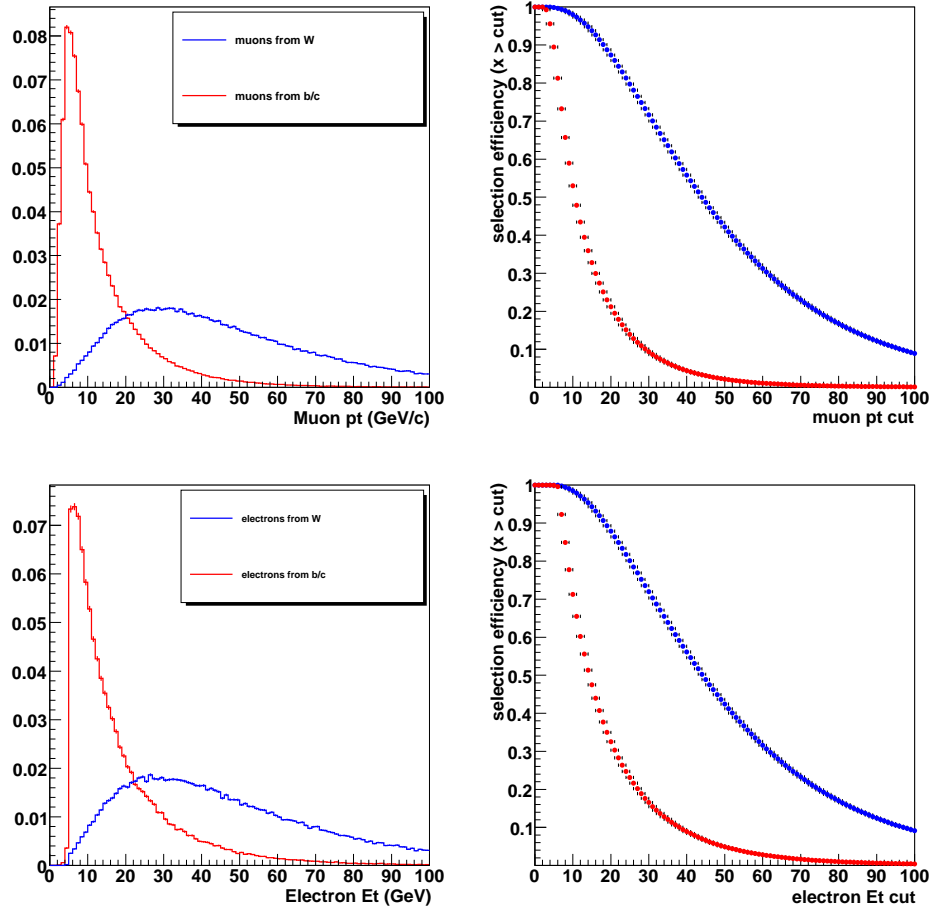 0.08
0.07
0.06
0.05
0.04
0.03
0.02
0.01
0
0 10 20 30 40 50 60 70 80 90 100
Muon pt (GeV/c)
muons from W
muons from b/c
selection efficiency (x > cut)
1
0.9
0.8
0.7
0.6
0.5
0.4
0.3
0.2
0.1
0 10 20 30 40 50 60 70 80 90 100
muon pt cut
0.07
0.06
0.05
0.04
0.03
0.02
0.01
0
0 10 20 30 40 50 60 70 80 90 100
Electron Et (GeV)
electrons from W
electrons from b/c
selection efficiency (x > cut)
1
0.9
0.8
0.7
0.6
0.5
0.4
0.3
0.2
0.1
0 10 20 30 40 50 60 70 80 90 100
electron Et cut